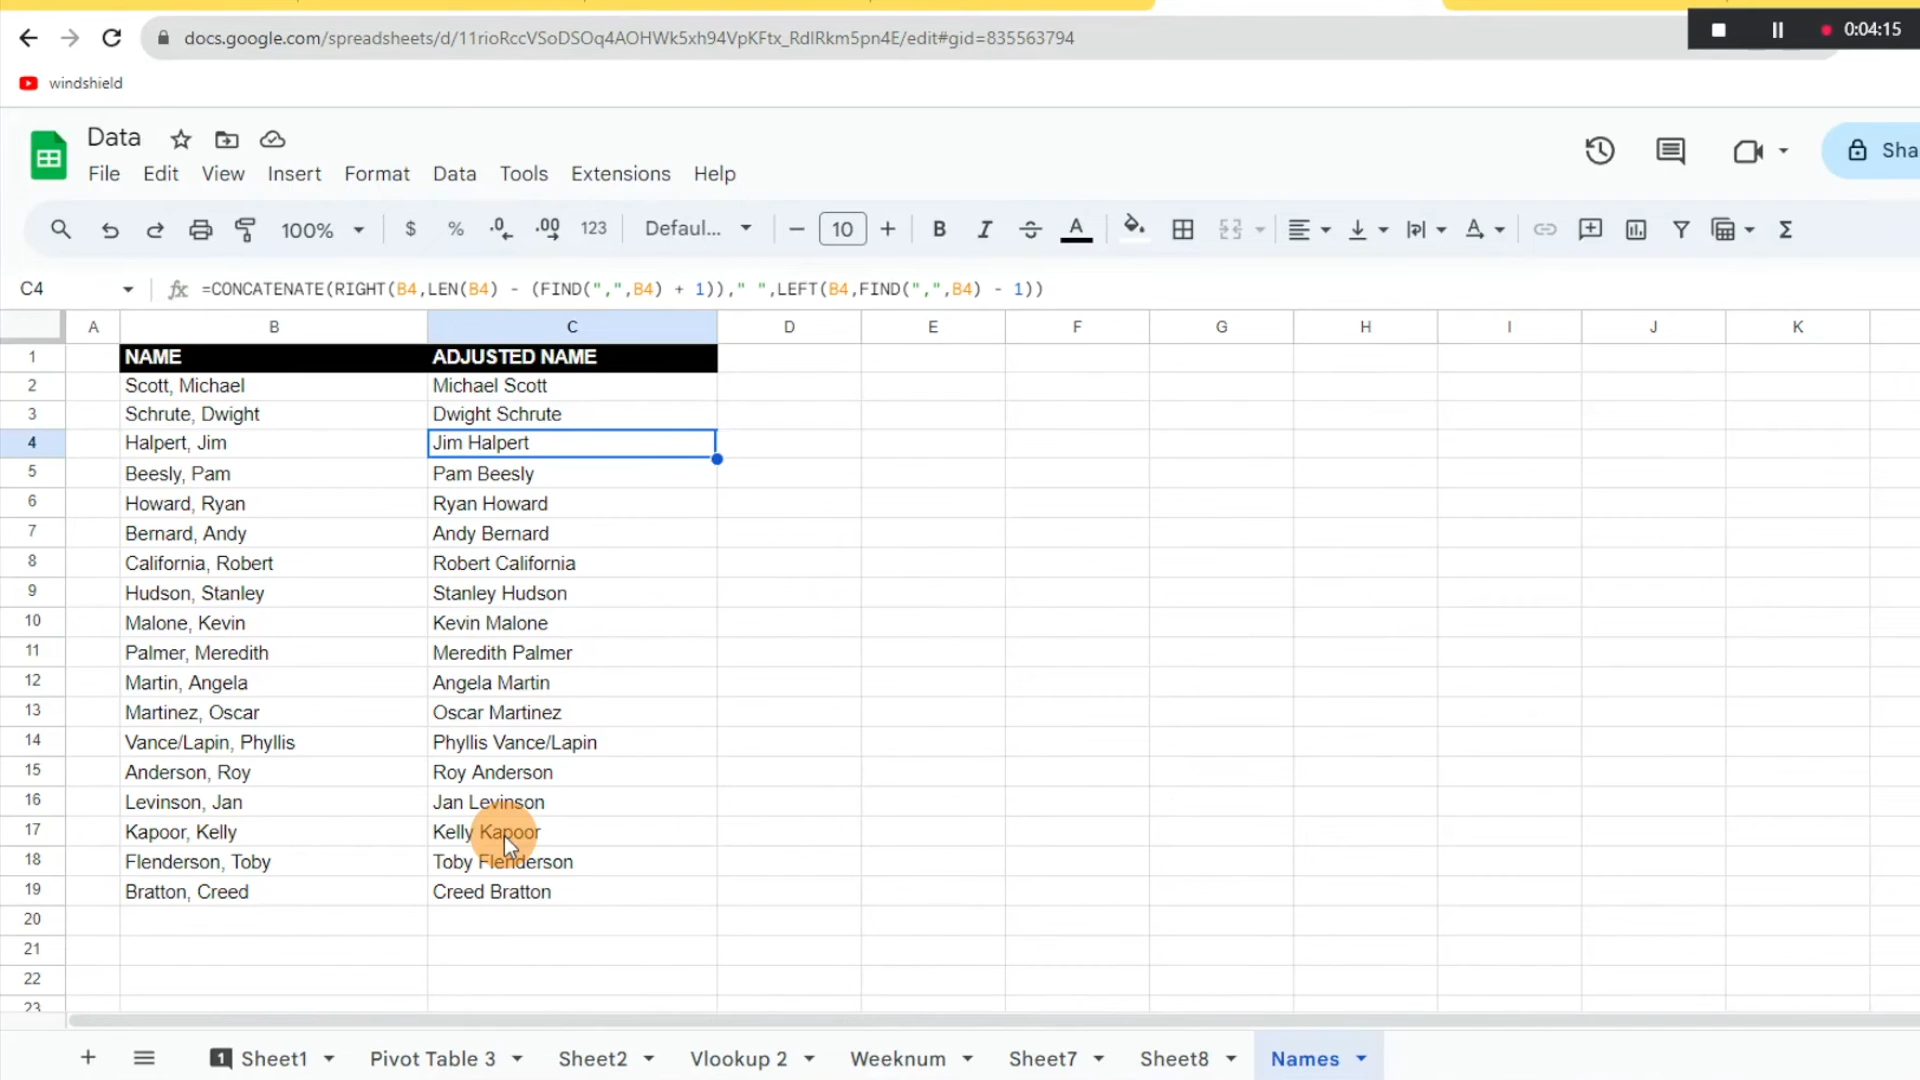 docs.google.com/spreadsheets/d/11rioRccVSoDSOq4AOHWk5xh94VpKFtx_RdlRkm5pn4E/edit#gid=835563794
0:04:15
windshield
Data
File Edit View Insert Format Data Tools Extensions Help
Sha
100% $ % .0 .00 123 Defaul... 10 B I A
C4 fx =CONCATENATE(RIGHT(B4,LEN(B4) - (FIND(",",B4) + 1))," ",LEFT(B4,FIND(",",B4) - 1))
A B C D E F G H I J K
1 NAME ADJUSTED NAME
2 Scott, Michael Michael Scott
3 Schrute, Dwight Dwight Schrute
4 Halpert, Jim Jim Halpert
5 Beesly, Pam Pam Beesly
6 Howard, Ryan Ryan Howard
7 Bernard, Andy Andy Bernard
8 California, Robert Robert California
9 Hudson, Stanley Stanley Hudson
10 Malone, Kevin Kevin Malone
11 Palmer, Meredith Meredith Palmer
12 Martin, Angela Angela Martin
13 Martinez, Oscar Oscar Martinez
14 Vance/Lapin, Phyllis Phyllis Vance/Lapin
15 Anderson, Roy Roy Anderson
16 Levinson, Jan Jan Levinson
17 Kapoor, Kelly Kelly Kapoor
18 Flenderson, Toby Toby Flenderson
19 Bratton, Creed Creed Bratton
20
21
22
23
1 Sheet1 Pivot Table 3 Sheet2 Vlookup 2 Weeknum Sheet7 Sheet8 Names